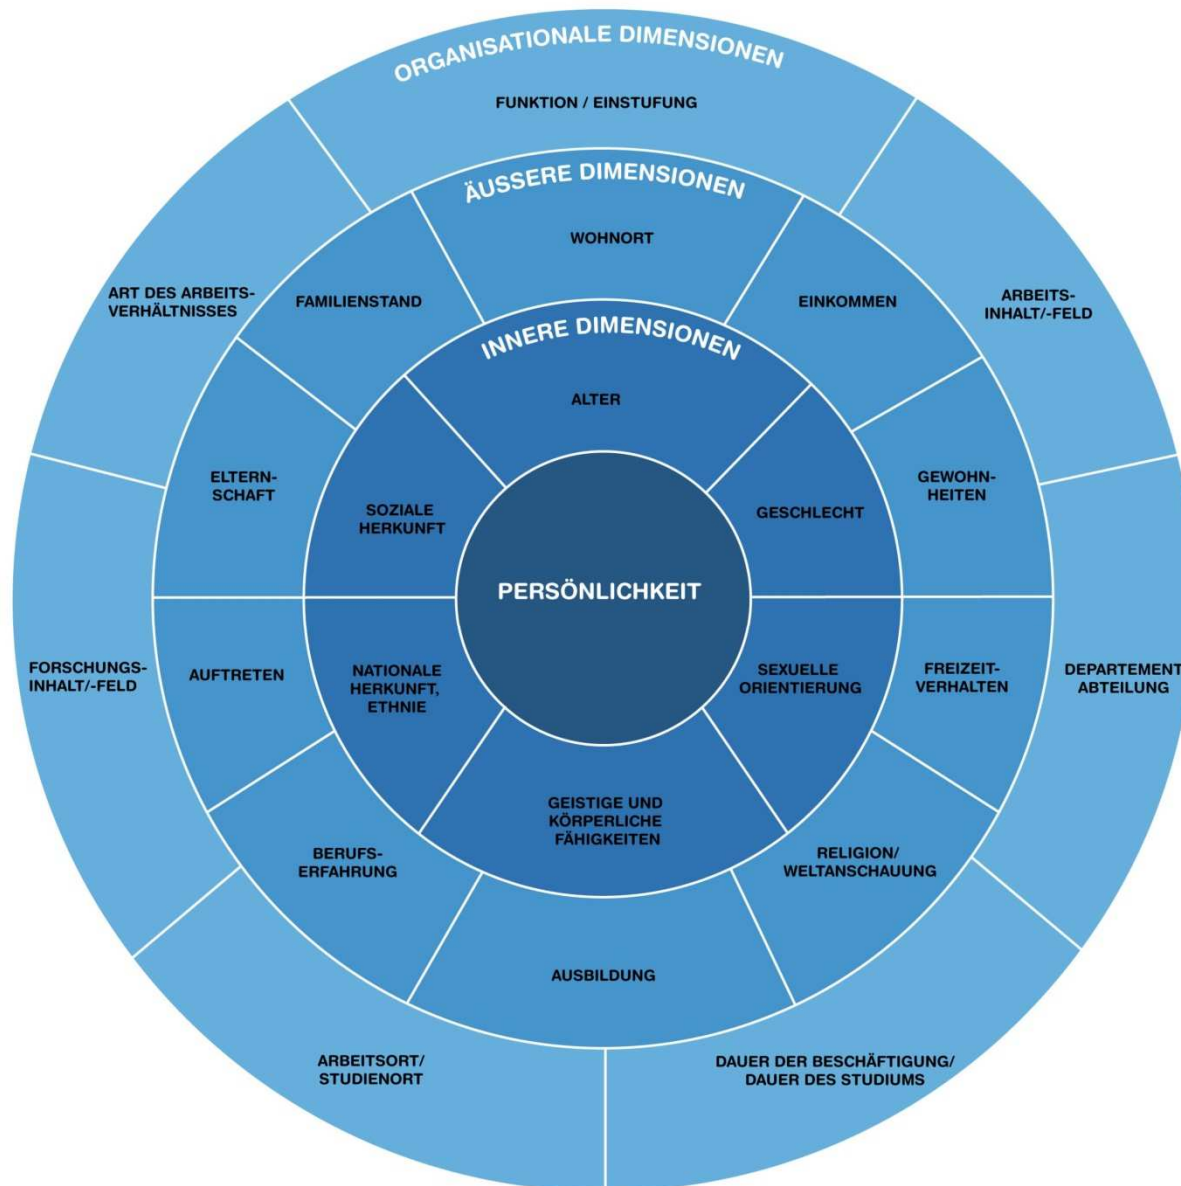 ORGANISATIONALE DIMENSIONEN
FUNKTION / EINSTUFUNG
ÄUSSERE DIMENSIONEN
WOHNORT
FAMILIENSTAND
EINKOMMEN
ART DES ARBEITS-
VERHÄLTNISSES
ARBEITS-
INHALT/-FELD
INNERE DIMENSIONEN
ALTER
ELTERN-
SCHAFT
SOZIALE
HERKUNFT
GESCHLECHT
GEWOHN-
HEITEN
PERSÖNLICHKEIT
FORSCHUNGS-
INHALT/-FELD
AUFTRETEN
NATIONALE
HERKUNFT,
ETHNIE
SEXUELLE
ORIENTIERUNG
FREIZEIT-
VERHALTEN
DEPARTEMENT
ABTEILUNG
GEISTIGE UND
KÖRPERLICHE
FÄHIGKEITEN
BERUFS-
ERFAHRUNG
RELIGION/
WELTANSCHAUUNG
AUSBILDUNG
ARBEITSORT/
STUDIENORT
DAUER DER BESCHÄFTIGUNG/
DAUER DES STUDIUMS